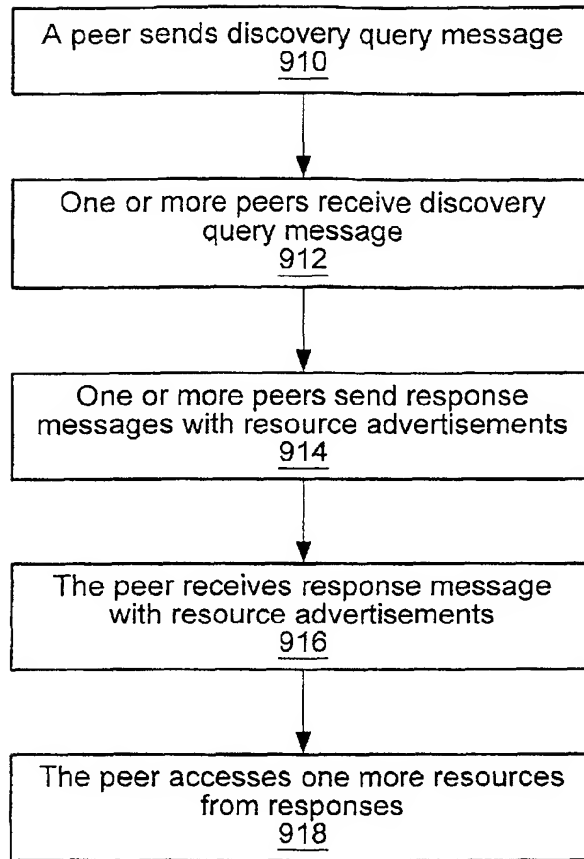 A peer sends discovery query message
910
One or more peers receive discovery
query message
912
One or more peers send response
messages with resource advertisements
914
The peer receives response message
with resource advertisements
916
The peer accesses one more resources
from responses
918